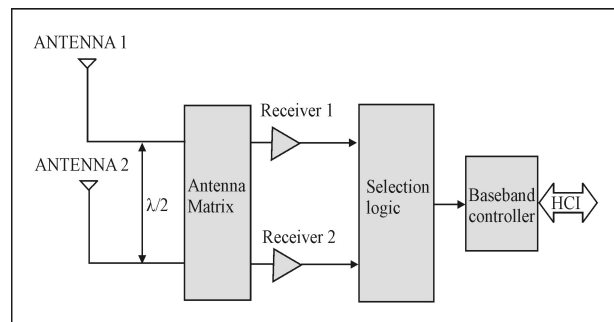 ANTENNA 1
Receiver 1
ANTENNA 2
λ/2
Antenna
Matrix
Selection
logic
Baseband
controller
HCI
Receiver 2